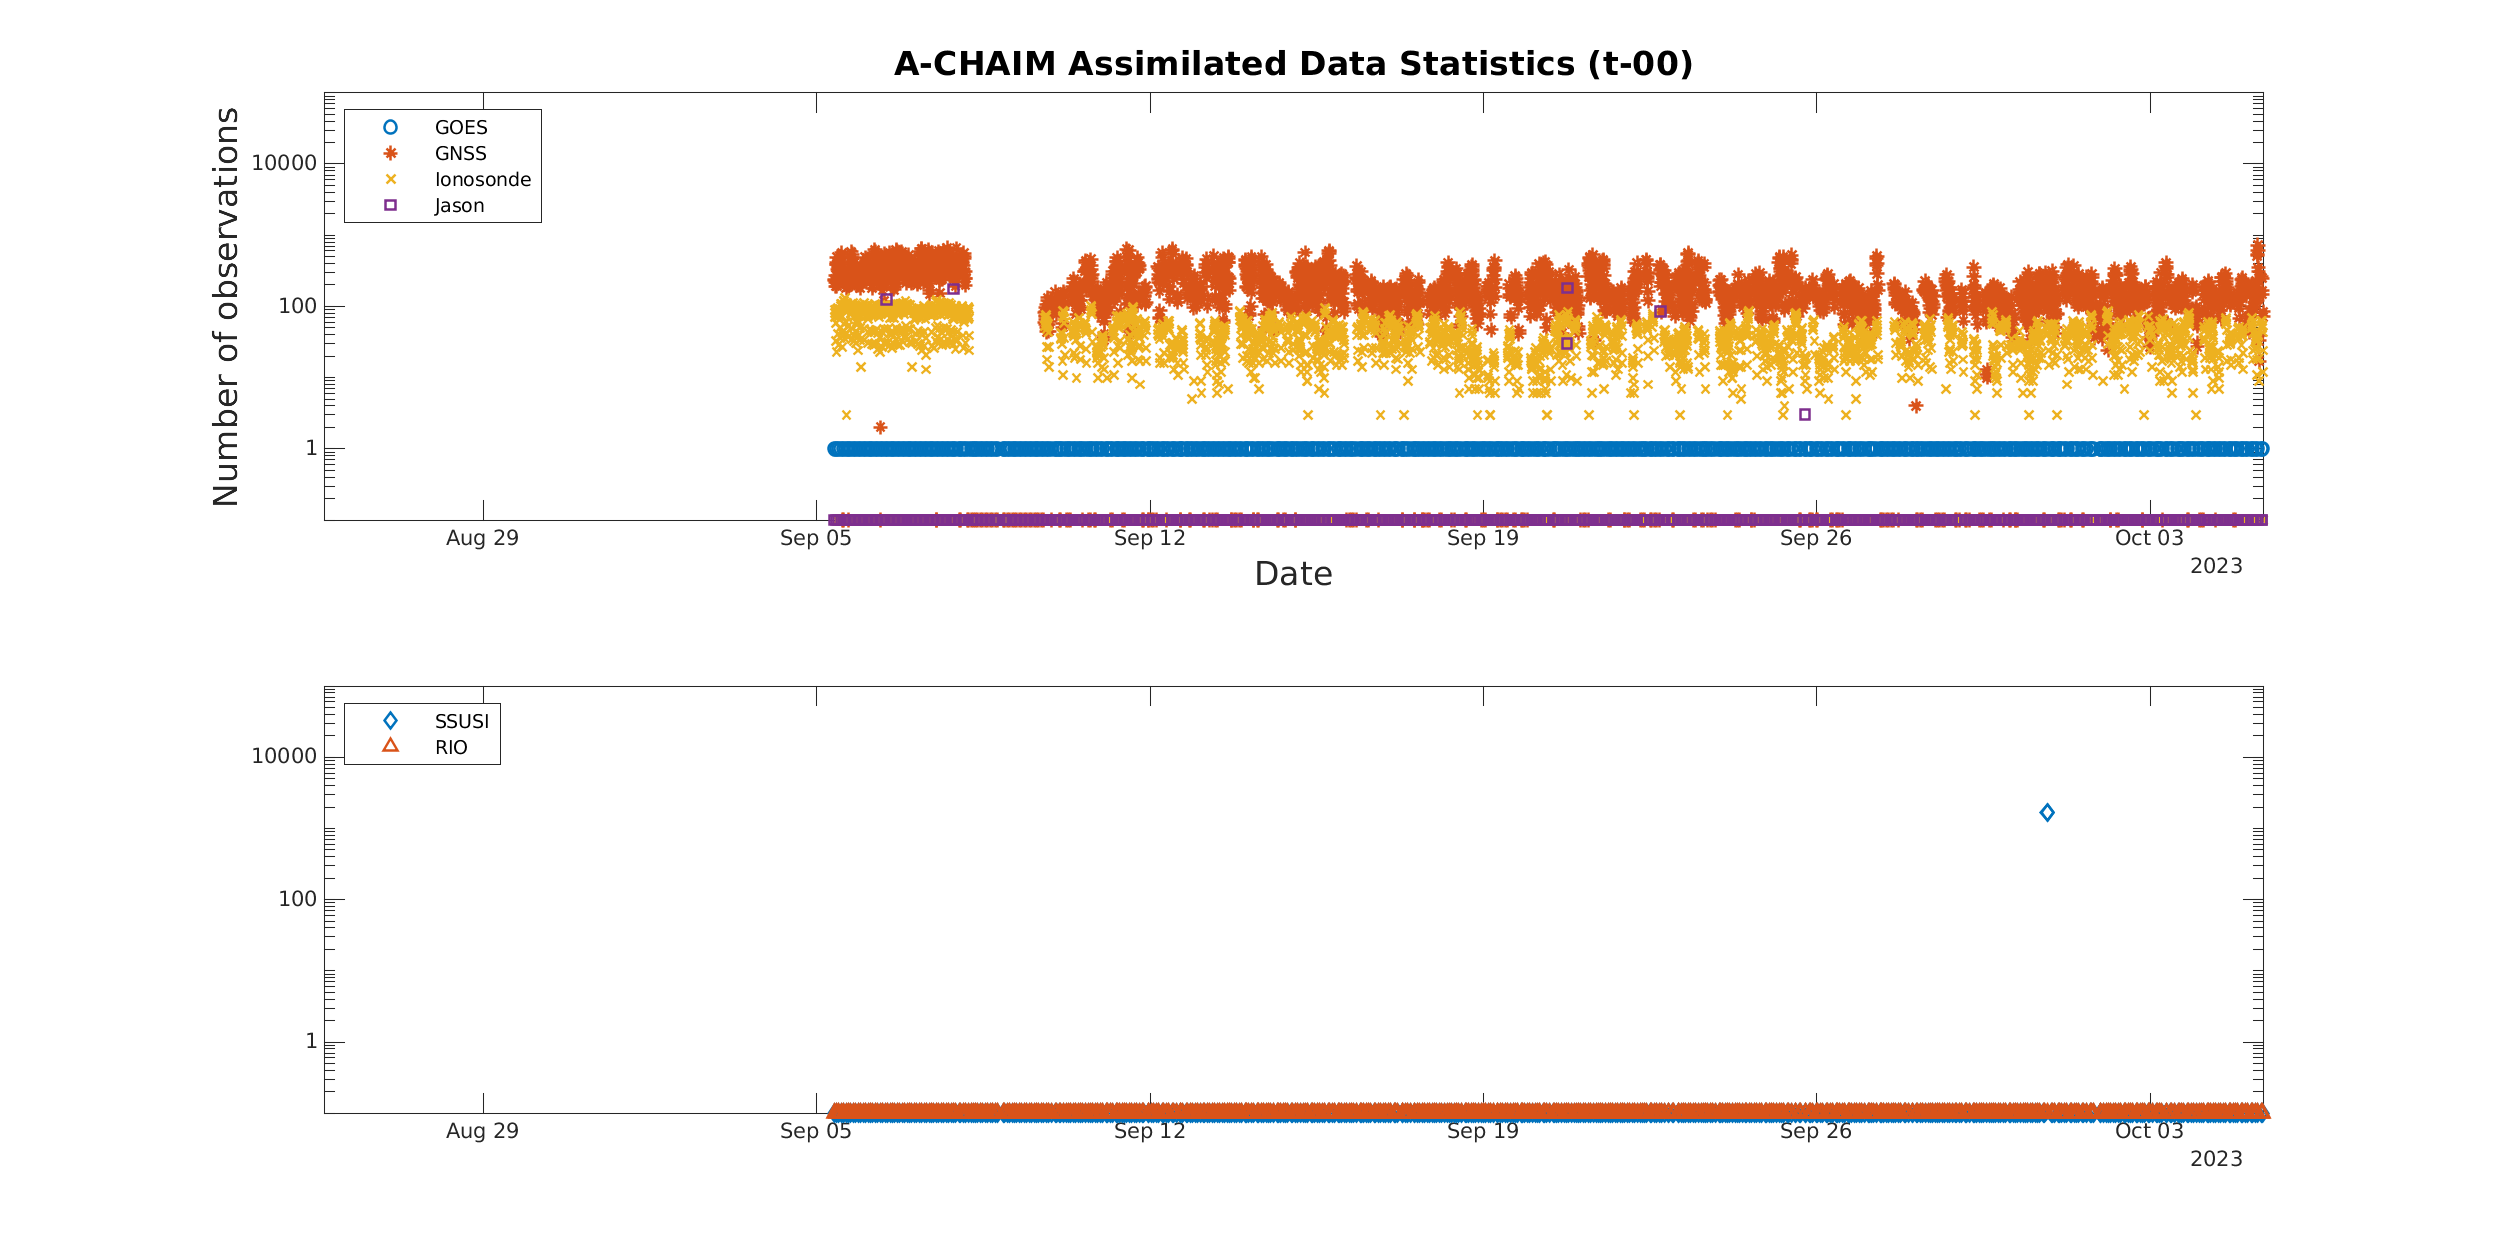 A-CHAIM Assimilated Data Statistics (t-00)
Number of observations
10000
100
1
GOES
GNSS
Ionosonde
Jason
Aug 29
Sep 05
Sep 12
Sep 19
Sep 26
Oct 03
2023
Date
10000
100
1
SSUSI
RIO
Aug 29
Sep 05
Sep 12
Sep 19
Sep 26
Oct 03
2023